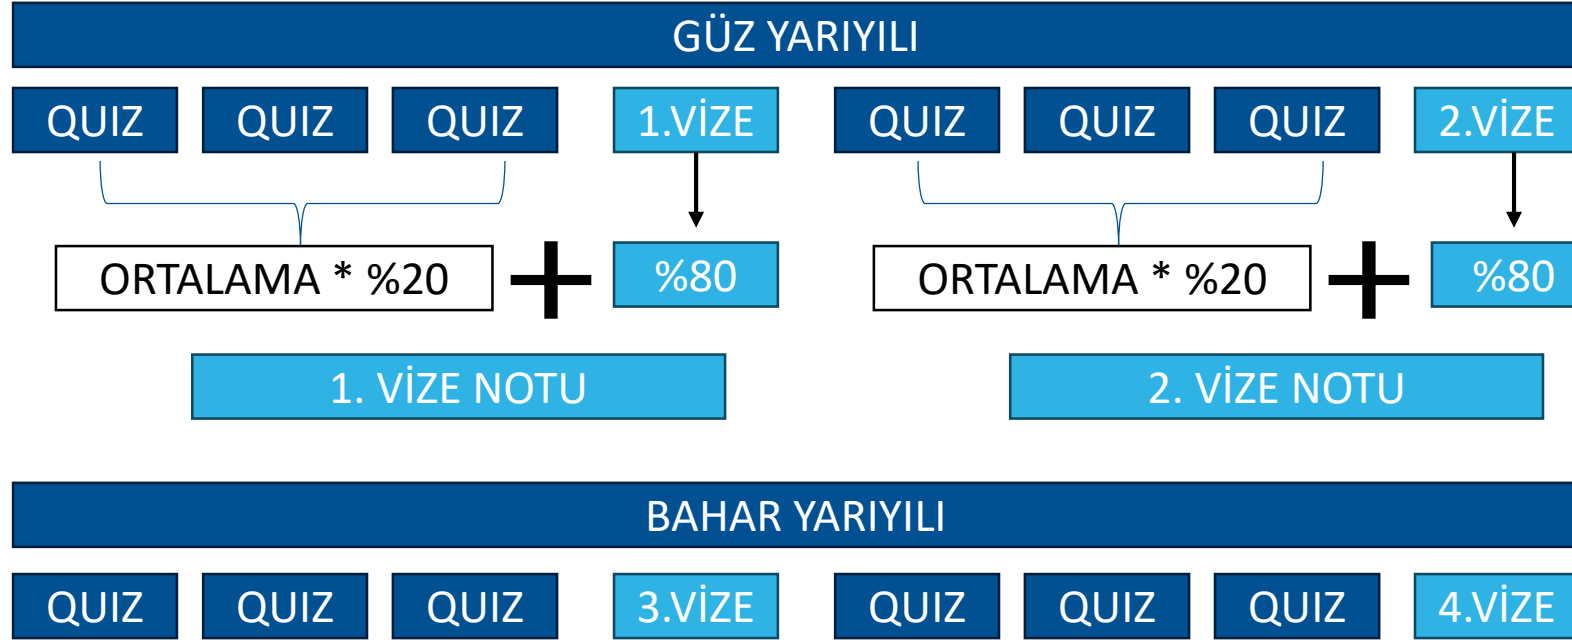 GÜZ YARIYILI
QUIZ QUIZ QUIZ 1.VİZE QUIZ QUIZ QUIZ 2.VİZE
ORTALAMA * %20 + %80 ORTALAMA * %20 + %80
1. VİZE NOTU 2. VİZE NOTU
BAHAR YARIYILI
QUIZ QUIZ QUIZ 3.VİZE QUIZ QUIZ QUIZ 4.VİZE